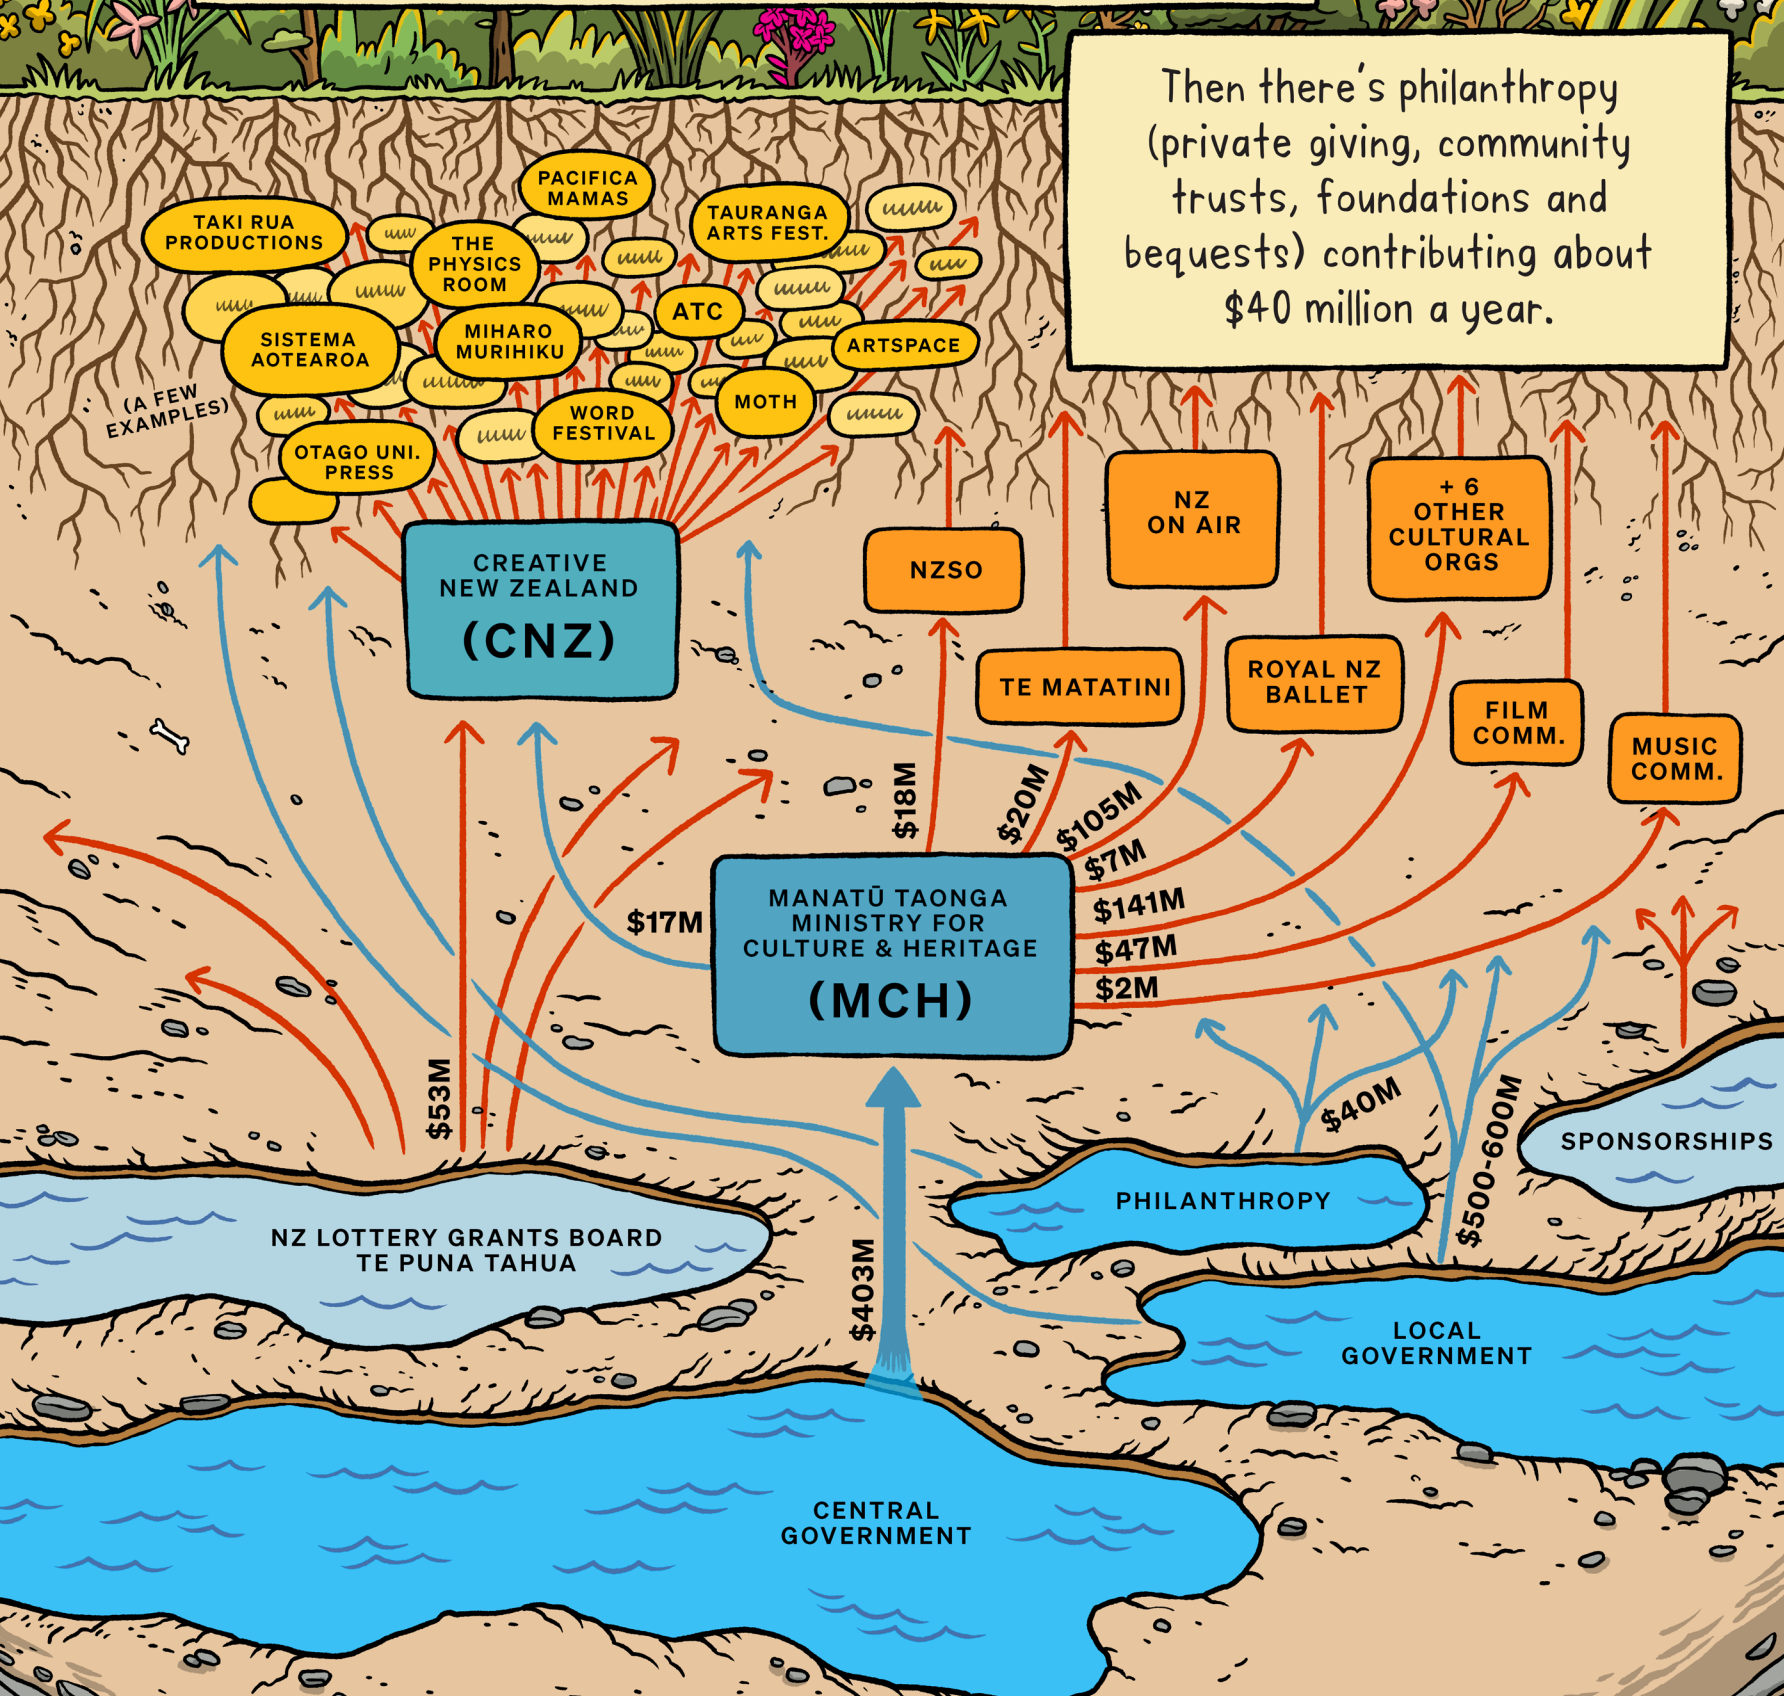 Then there's philanthropy
(private giving, community
trusts, foundations and
bequests) contributing about
$40 million a year.
PACIFICA
MAMAS
TAKI RUA
PRODUCTIONS
THE
PHYSICS
ROOM
TAURANGA
ARTS FEST.
ATC
SISTEMA
AOTEAROA
MIHARO
MURIHIKU
ARTSPACE
(A FEW
EXAMPLES)
MOTH
WORD
FESTIVAL
OTAGO UNI.
PRESS
CREATIVE
NEW ZEALAND
(CNZ)
NZSO
NZ
ON AIR
+ 6
OTHER
CULTURAL
ORGS
TE MATATINI
ROYAL NZ
BALLET
FILM
COMM.
MUSIC
COMM.
$18M
$20M
$105M
$7M
$141M
$47M
$2M
$17M
MANATŪ TAONGA
MINISTRY FOR
CULTURE & HERITAGE
(MCH)
$53M
$403M
$40M
$500-600M
SPONSORSHIPS
PHILANTHROPY
NZ LOTTERY GRANTS BOARD
TE PUNA TAHUA
LOCAL
GOVERNMENT
CENTRAL
GOVERNMENT